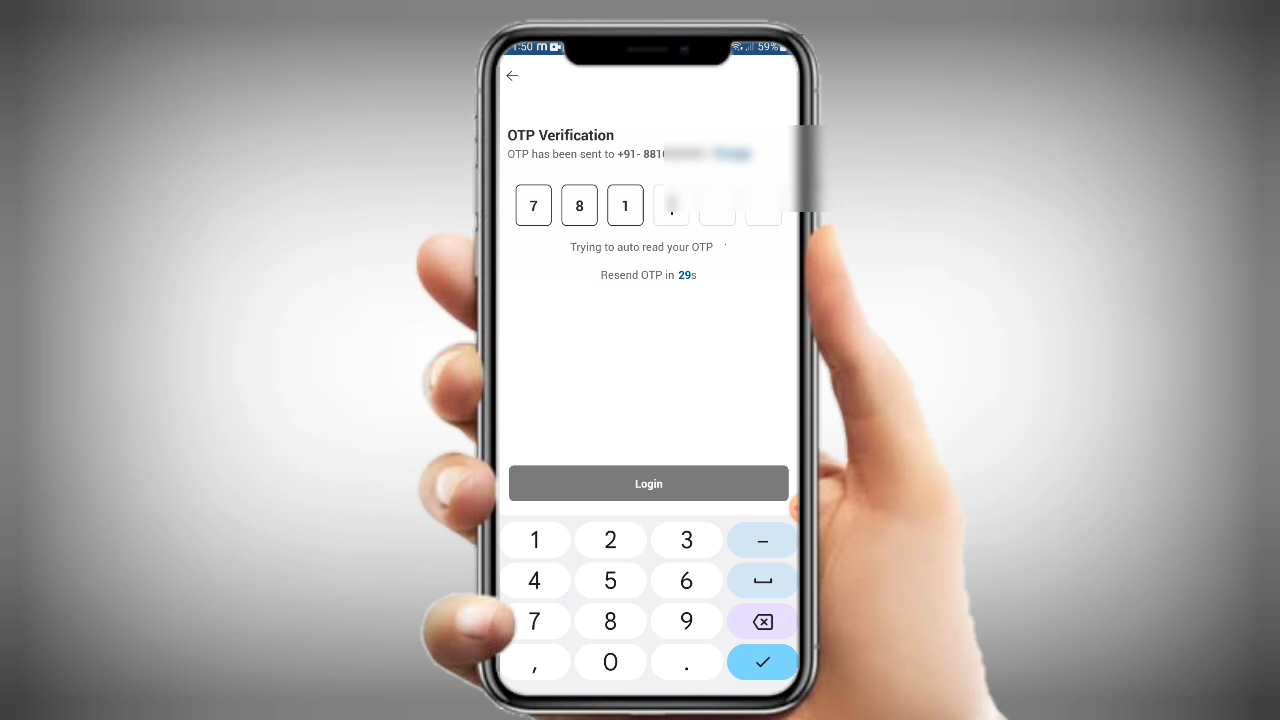 1:50 m 59%
OTP Verification
OTP has been sent to +91- 881
7 8 1
Trying to auto read your OTP
Resend OTP in 29s
Login
1 2 3 –
4 5 6
7 8 9
, 0 .